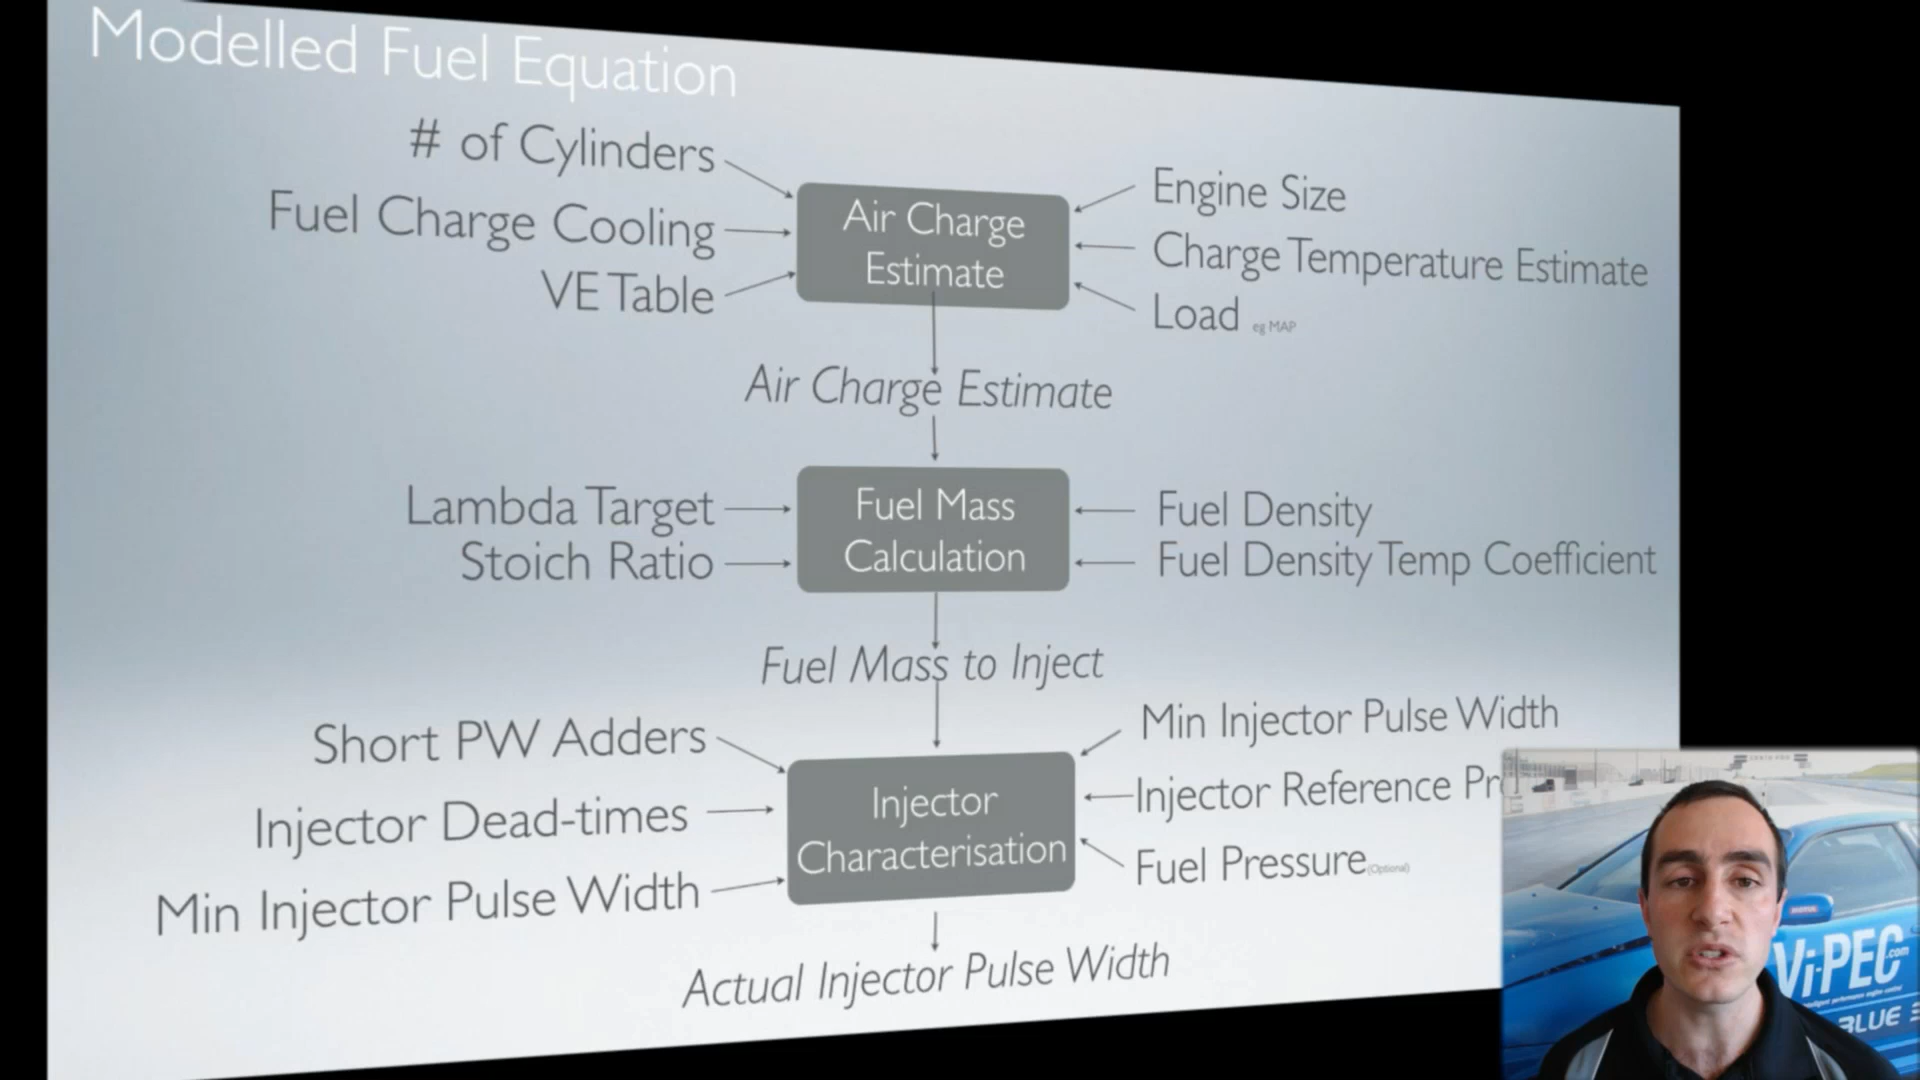 Modelled Fuel Equation
# of Cylinders
Fuel Charge Cooling
VE Table
Air Charge
Estimate
Engine Size
Charge Temperature Estimate
Load eg MAP
Air Charge Estimate
Lambda Target
Stoich Ratio
Fuel Mass
Calculation
Fuel Density
Fuel Density Temp Coefficient
Fuel Mass to Inject
Short PW Adders
Injector Dead-times
Min Injector Pulse Width
Injector
Characterisation
Min Injector Pulse Width
Injector Reference Pr
Fuel Pressure (Optional)
Actual Injector Pulse Width
Vi-PEC.com
BLUE